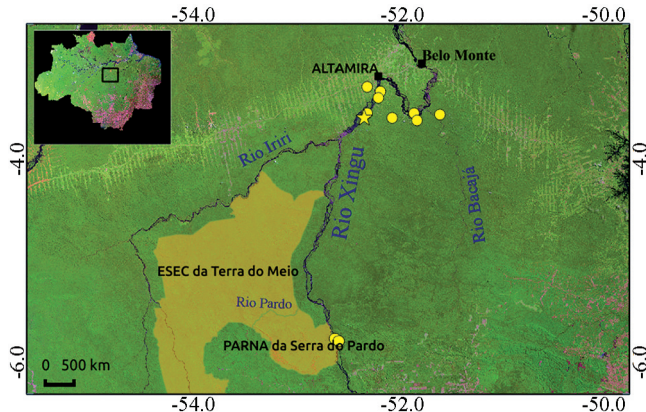 -54.0 -52.0 -50.0
Belo Monte
ALTAMIRA
-4.0 -4.0
Rio Iriri
Rio Xingu
Rio Bacajá
ESEC da Terra do Meio
Rio Pardo
PARNA da Serra do Pardo
-6.0 -6.0
0 500 km
-54.0 -52.0 -50.0